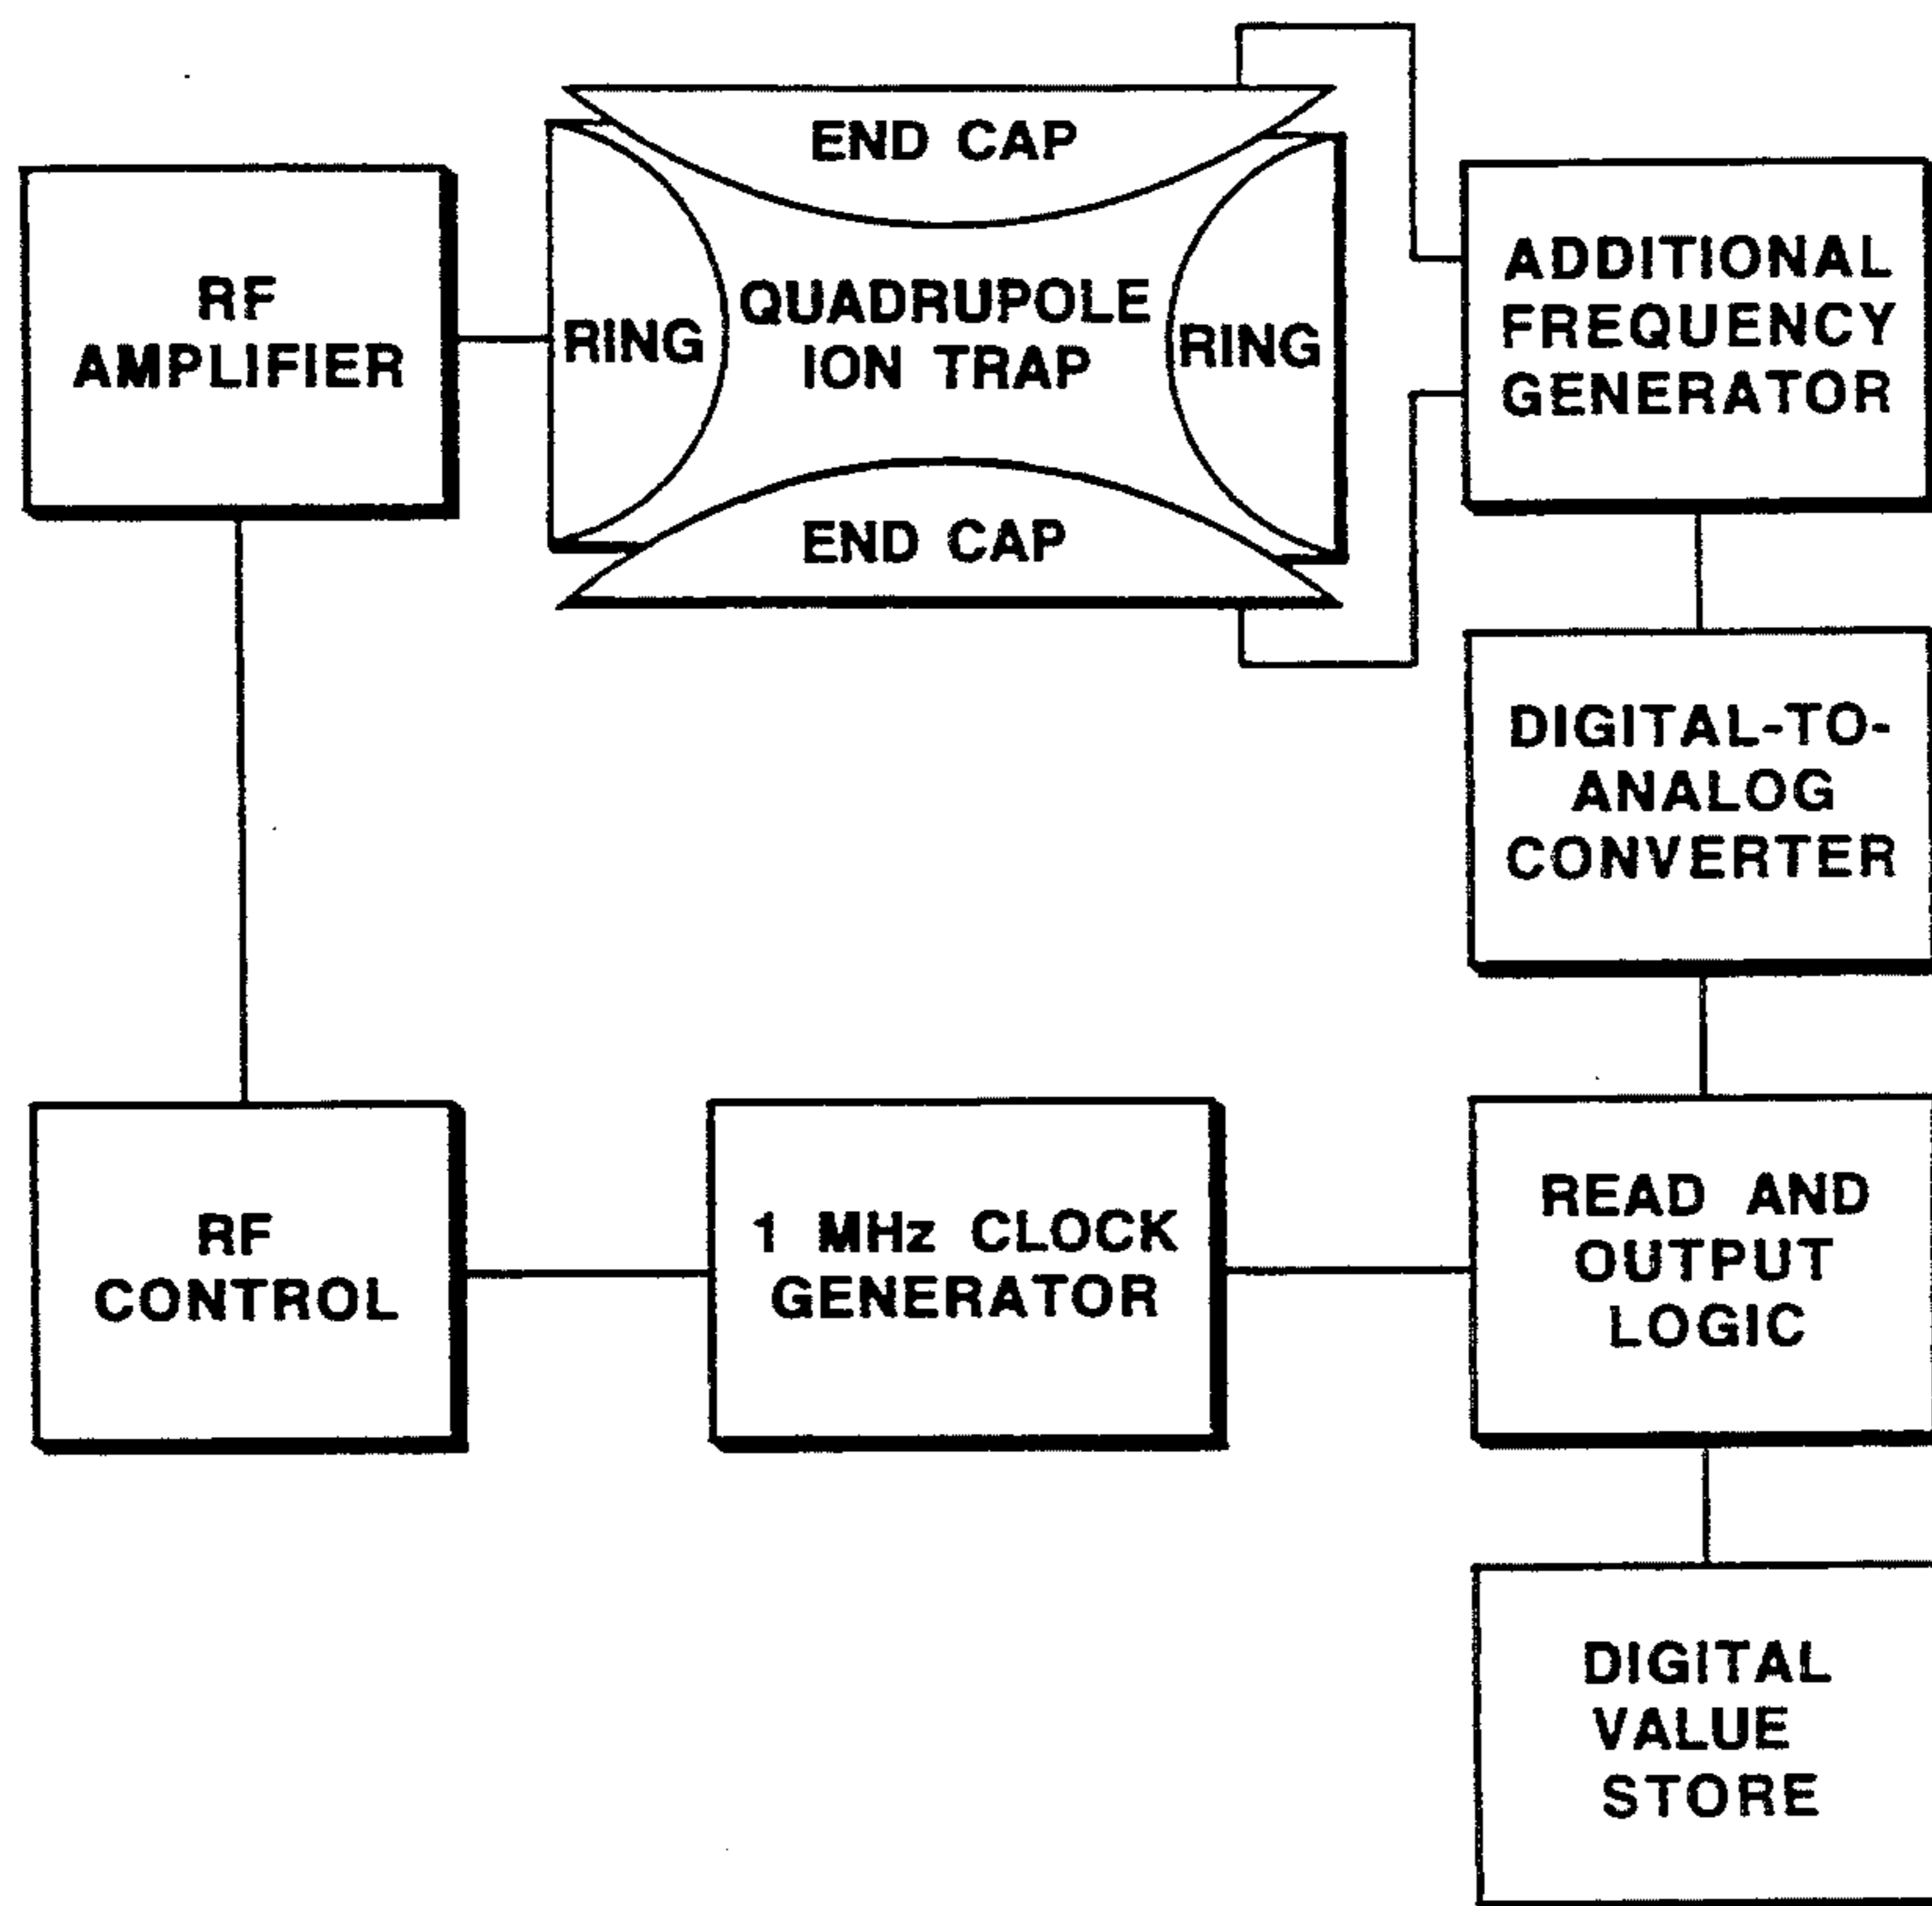 END CAP
RF
AMPLIFIER
RING
QUADRUPOLE
ION TRAP
RING
END CAP
ADDITIONAL
FREQUENCY
GENERATOR
DIGITAL-TO-
ANALOG
CONVERTER
RF
CONTROL
1 MHz CLOCK
GENERATOR
READ AND
OUTPUT
LOGIC
DIGITAL
VALUE
STORE